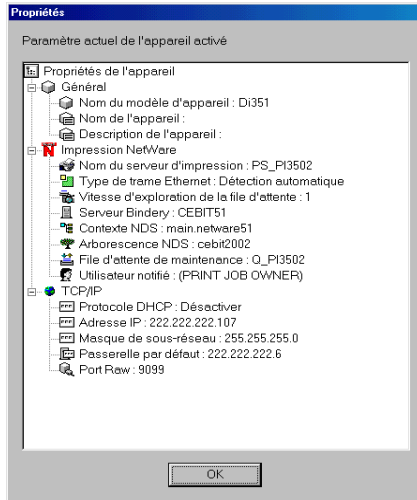 Propriétés
Paramètre actuel de l'appareil activé
Propriétés de l'appareil
Général
Nom du modèle d'appareil : Di351
Nom de l'appareil :
Description de l'appareil :
Impression NetWare
Nom du serveur d'impression : PS_PI3502
Type de trame Ethernet : Détection automatique
Vitesse d'exploration de la file d'attente : 1
Serveur Bindery : CEBIT51
Contexte NDS : main.netware51
Arborescence NDS : cebit2002
File d'attente de maintenance : Q_PI3502
Utilisateur notifié : (PRINT JOB OWNER)
TCP/IP
Protocole DHCP : Désactiver
Adresse IP : 222.222.222.107
Masque de sous-réseau : 255.255.255.0
Passerelle par défaut : 222.222.222.6
Port Raw : 9099
OK